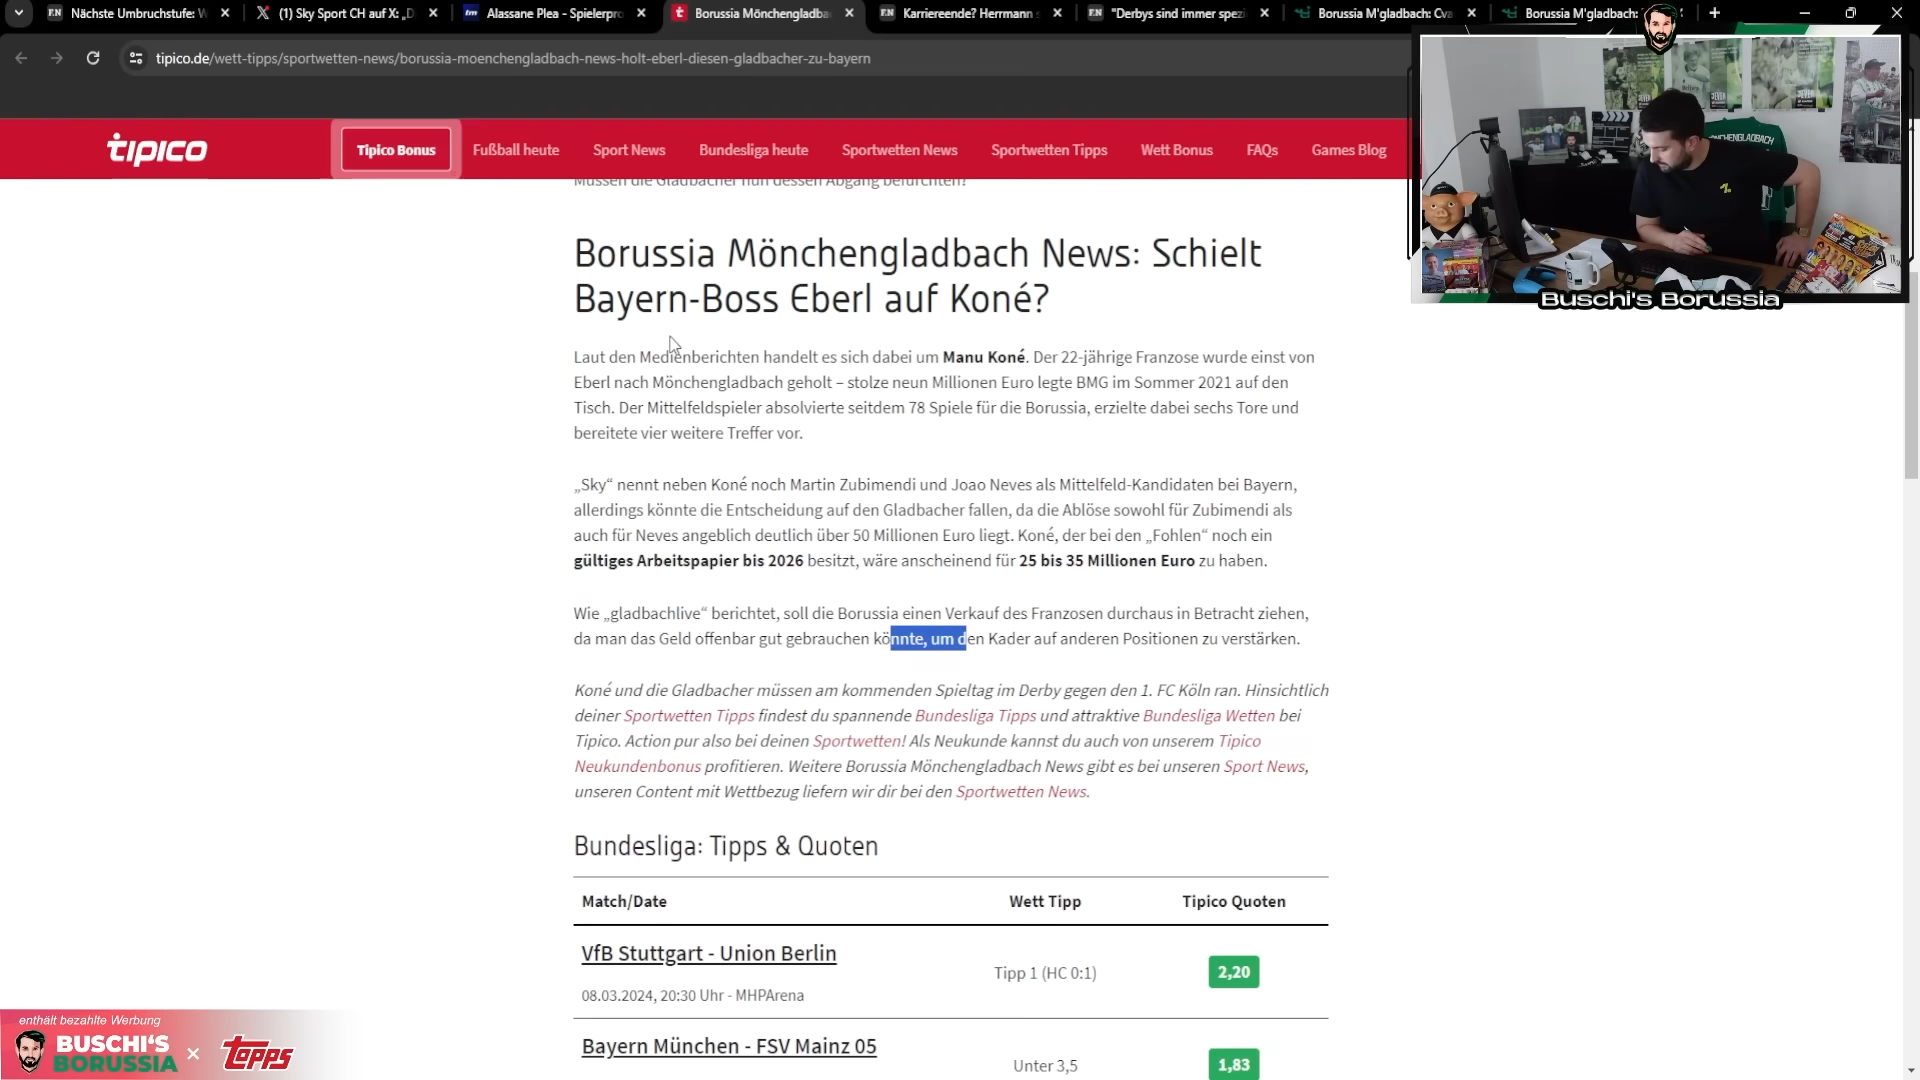 Nächste Umbruchstufe: W
(1) Sky Sport CH auf X: „D
tm Alassane Plea - Spielerpro
t Borussia Mönchengladba
Karriereende? Herrmann s
"Derbys sind immer spezi
Borussia M'gladbach: Cva
Borussia M'gladbach:
tipico.de/wett-tipps/sportwetten-news/borussia-moenchengladbach-news-holt-eberl-diesen-gladbacher-zu-bayern
tipico
Tipico Bonus
Fußball heute
Sport News
Bundesliga heute
Sportwetten News
Sportwetten Tipps
Wett Bonus
FAQs
Games Blog
Müssen die Gladbacher nun dessen Abgang befürchten?
Borussia Mönchengladbach News: Schielt
Bayern-Boss Eberl auf Koné?
Laut den Medienberichten handelt es sich dabei um Manu Koné. Der 22-jährige Franzose wurde einst von
Eberl nach Mönchengladbach geholt – stolze neun Millionen Euro legte BMG im Sommer 2021 auf den
Tisch. Der Mittelfeldspieler absolvierte seitdem 78 Spiele für die Borussia, erzielte dabei sechs Tore und
bereitete vier weitere Treffer vor.
„Sky“ nennt neben Koné noch Martin Zubimendi und Joao Neves als Mittelfeld-Kandidaten bei Bayern,
allerdings könnte die Entscheidung auf den Gladbacher fallen, da die Ablöse sowohl für Zubimendi als
auch für Neves angeblich deutlich über 50 Millionen Euro liegt. Koné, der bei den „Fohlen“ noch ein
gültiges Arbeitspapier bis 2026 besitzt, wäre anscheinend für 25 bis 35 Millionen Euro zu haben.
Wie „gladbachlive“ berichtet, soll die Borussia einen Verkauf des Franzosen durchaus in Betracht ziehen,
da man das Geld offenbar gut gebrauchen könnte, um den Kader auf anderen Positionen zu verstärken.
Koné und die Gladbacher müssen am kommenden Spieltag im Derby gegen den 1. FC Köln ran. Hinsichtlich
deiner Sportwetten Tipps findest du spannende Bundesliga Tipps und attraktive Bundesliga Wetten bei
Tipico. Action pur also bei deinen Sportwetten! Als Neukunde kannst du auch von unserem Tipico
Neukundenbonus profitieren. Weitere Borussia Mönchengladbach News gibt es bei unseren Sport News,
unseren Content mit Wettbezug liefern wir dir bei den Sportwetten News.
Bundesliga: Tipps & Quoten
Match/Date
Wett Tipp
Tipico Quoten
VfB Stuttgart - Union Berlin
08.03.2024, 20:30 Uhr - MHPArena
Tipp 1 (HC 0:1)
2,20
Bayern München - FSV Mainz 05
Unter 3,5
1,83
Buschi's Borussia
enthält bezahlte Werbung
BUSCHI'S
BORUSSIA
×
topps